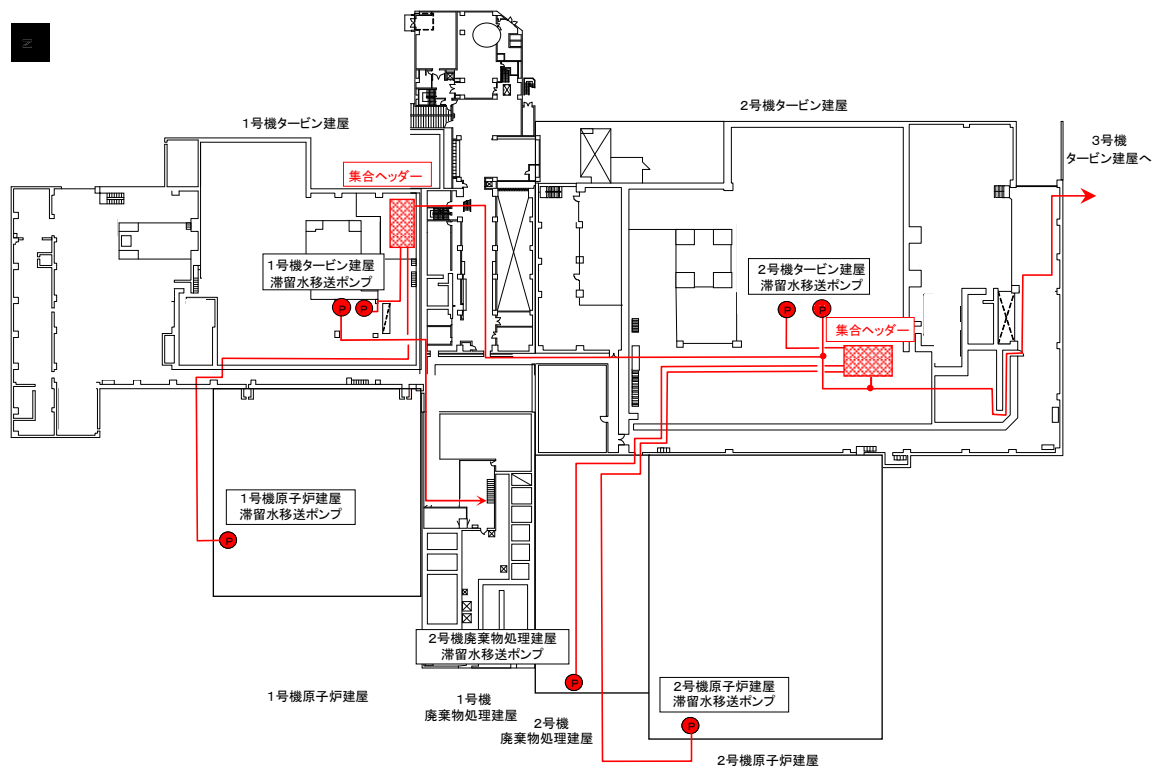 Z
2号機タービン建屋
1号機タービン建屋
3号機
タービン建屋へ
集合ヘッダー
1号機タービン建屋
滞留水移送ポンプ
P
P
2号機タービン建屋
滞留水移送ポンプ
P
P
集合ヘッダー
1号機原子炉建屋
滞留水移送ポンプ
P
2号機廃棄物処理建屋
滞留水移送ポンプ
P
2号機原子炉建屋
滞留水移送ポンプ
P
1号機原子炉建屋
1号機
廃棄物処理建屋
2号機
廃棄物処理建屋
2号機原子炉建屋